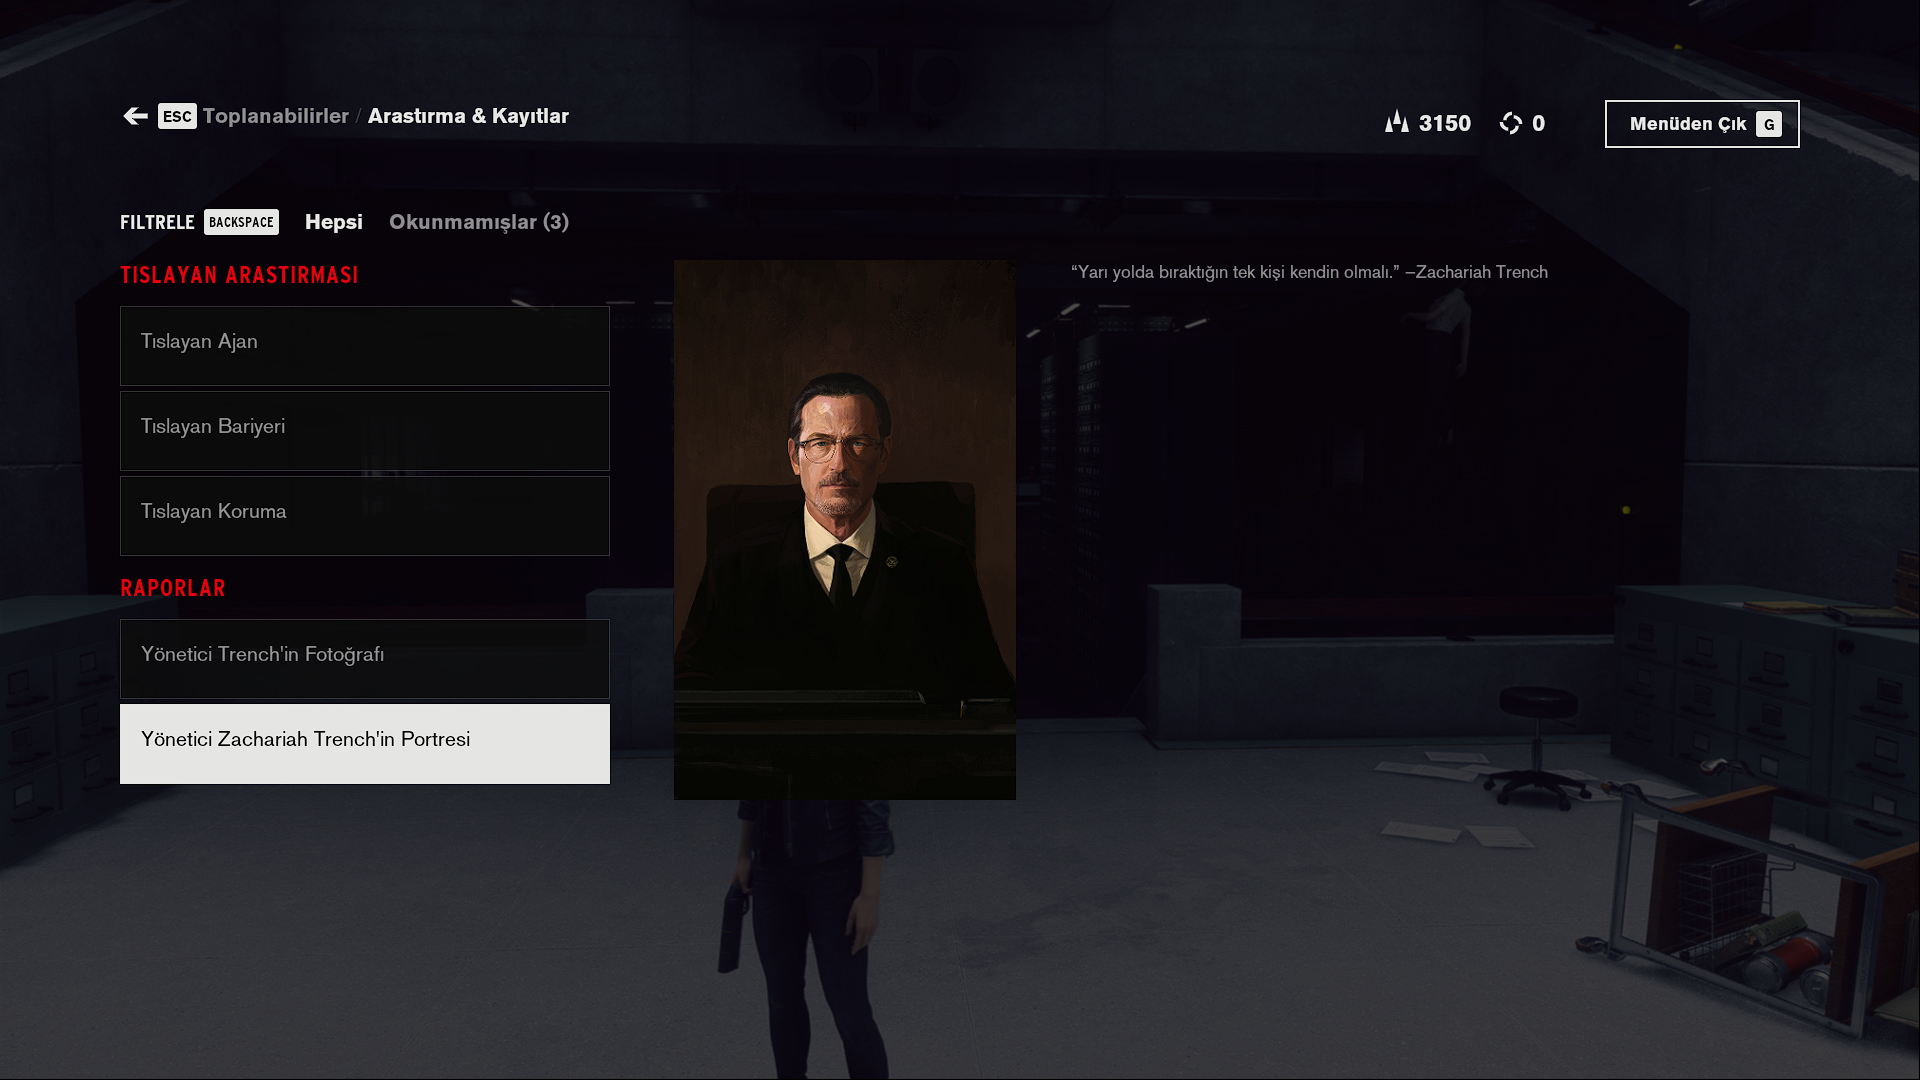 ESC Toplanabilirler / Arastırma & Kayıtlar
3150 0 Menüden Çık G
FILTRELE BACKSPACE Hepsi Okunmamışlar (3)
TISLAYAN ARASTIRMASI
Tıslayan Ajan
Tıslayan Bariyeri
Tıslayan Koruma
RAPORLAR
Yönetici Trench'in Fotoğrafı
Yönetici Zachariah Trench'in Portresi
“Yarı yolda bıraktığın tek kişi kendin olmalı.” –Zachariah Trench